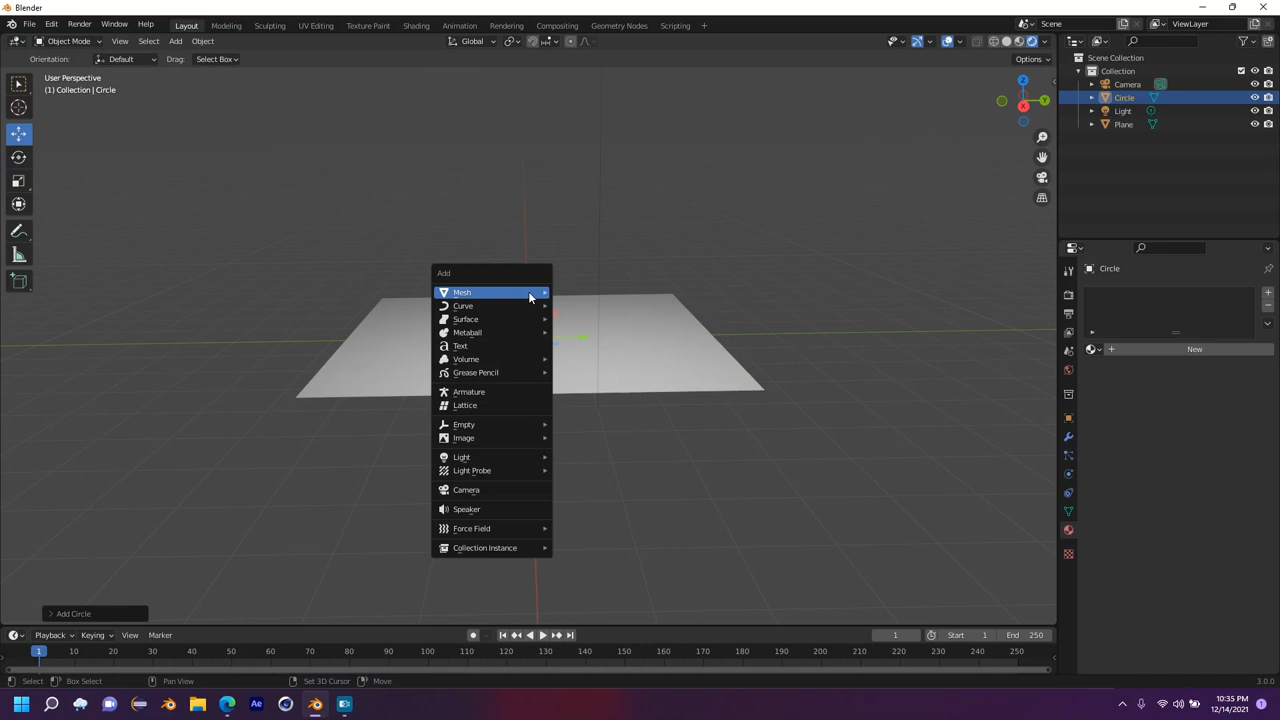 Blender
File Edit Render Window Help Layout Modeling Sculpting UV Editing Texture Paint Shading Animation Rendering Compositing Geometry Nodes Scripting + Scene ViewLayer
Object Mode View Select Add Object Global
Orientation: Default Drag: Select Box Options
User Perspective
(1) Collection | Circle
Z
Y
X
Scene Collection
Collection
Camera
Circle
Light
Plane
Circle
New
Add
Mesh
Curve
Surface
Metaball
Text
Volume
Grease Pencil
Armature
Lattice
Empty
Image
Light
Light Probe
Camera
Speaker
Force Field
Collection Instance
Add Circle
Playback Keying View Marker 1 Start 1 End 250
1 10 20 30 40 50 60 70 80 90 100 110 120 130 140 150 160 170 180 190 200 210 220 230 240 250
Select Box Select Pan View Set 3D Cursor Move 3.0.0
Ae
10:35 PM
12/14/2021
1